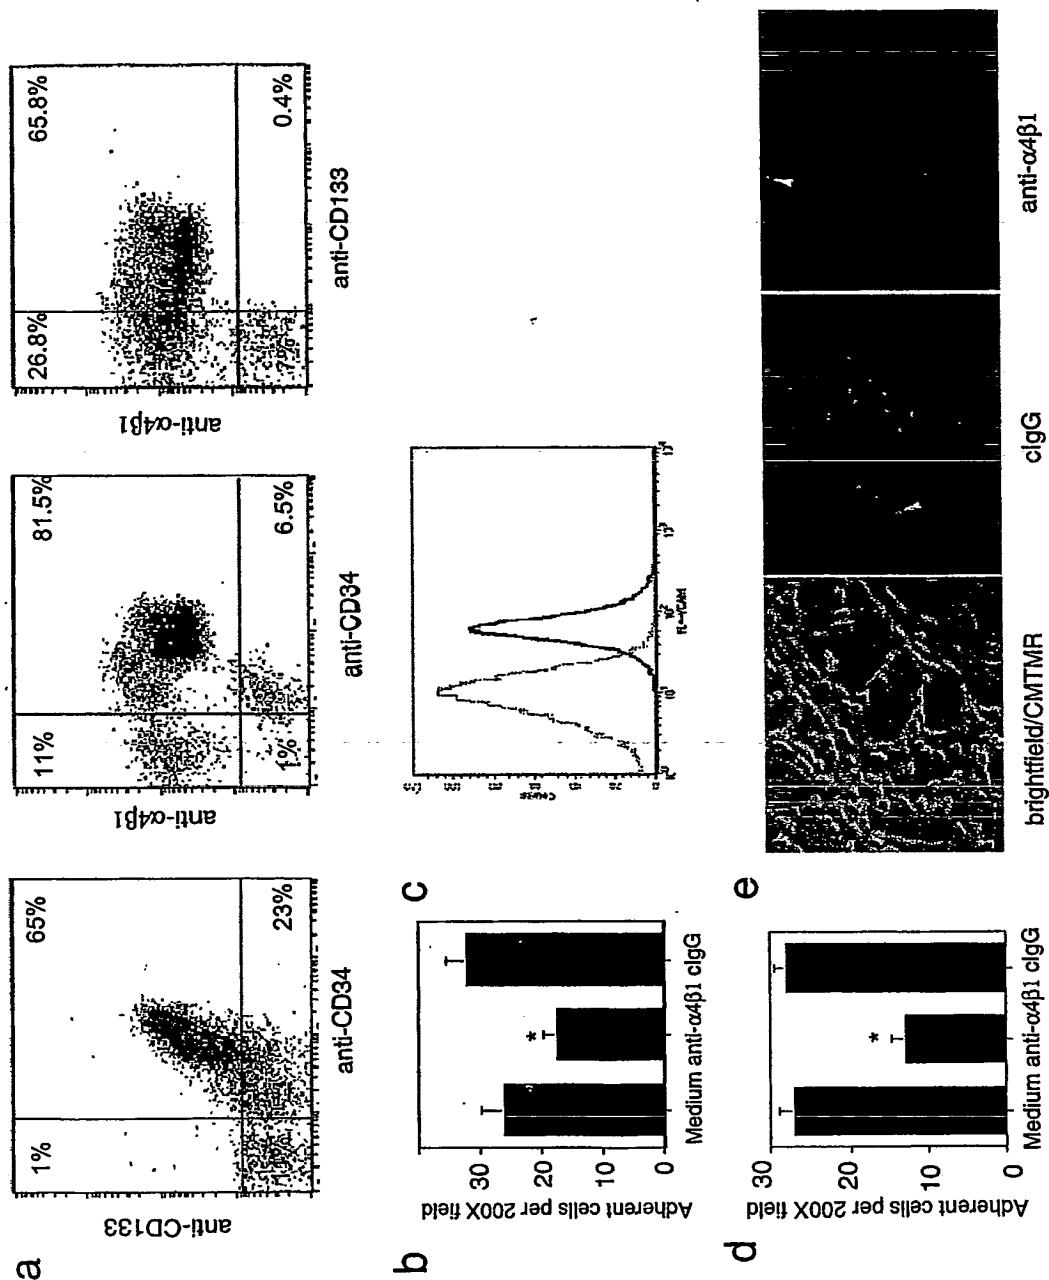 a
65%
1%
23%
anti-CD133
anti-CD34
11%
81.5%
1%
6.5%
anti-α4β1
anti-CD34
26.8%
65.8%
0.4%
anti-α4β1
anti-CD133
b
Adherent cells per 200X field
0
10
20
30
*
Medium anti-α4β1 cIgG
c
Counts
d
Adherent cells per 200X field
0
10
20
30
*
Medium anti-α4β1 cIgG
e
brightfield/CMTMR
cIgG
anti-α4β1